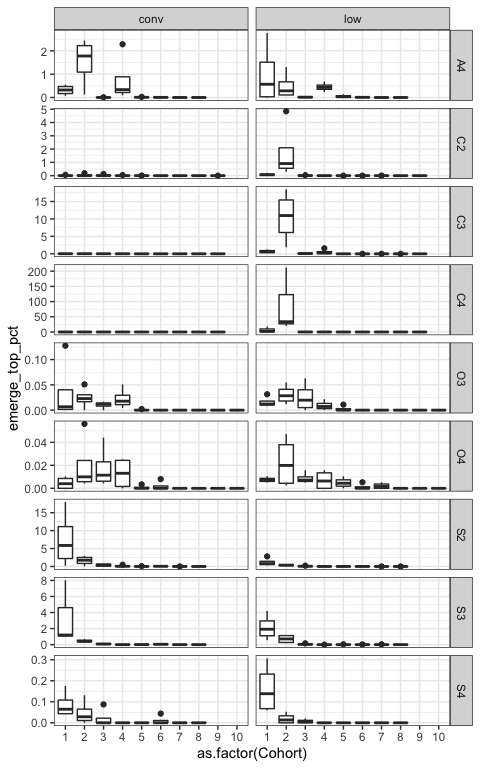 conv low
2
1
0
A4
5
4
3
2
1
0
C2
15
10
5
0
C3
200
150
100
50
0
C4
0.10
0.05
0.00
O3
0.04
0.02
0.00
O4
15
10
5
0
S2
8
6
4
2
0
S3
0.3
0.2
0.1
0.0
S4
emerge_top_pct
1 2 3 4 5 6 7 8 9 10 1 2 3 4 5 6 7 8 9 10
as.factor(Cohort)